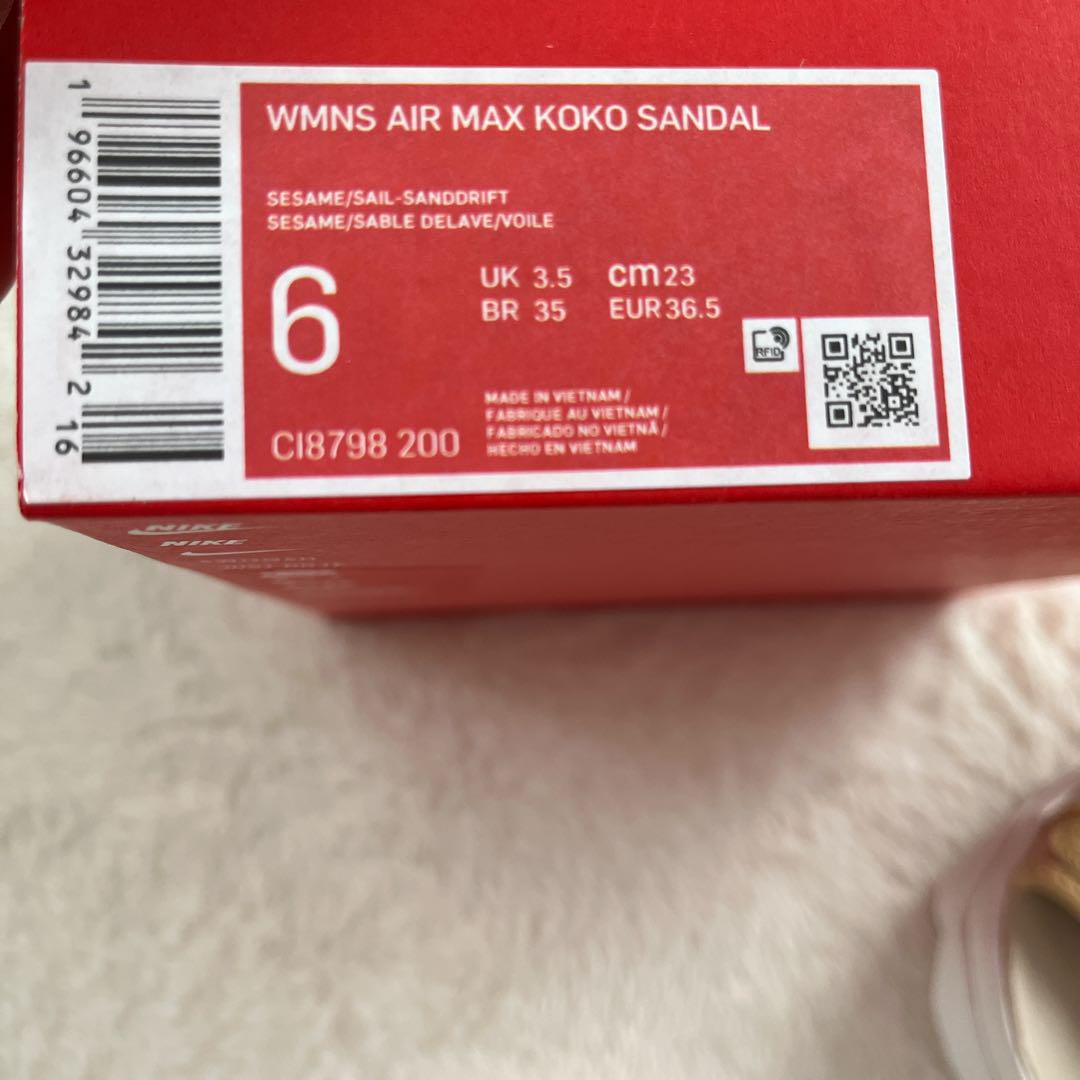 1 96604 32984 2 16
WMNS AIR MAX KOKO SANDAL
SESAME/SAIL-SANDDRIFT
SESAME/SABLE DELAVE/VOILE
6
UK 3.5 cm 23
BR 35 EUR 36.5
RFID
CI8798 200
MADE IN VIETNAM /
FABRIQUE AU VIETNAM /
FABRICADO NO VIETNÃ /
HECHO EN VIETNAM
NIKE
NIKE